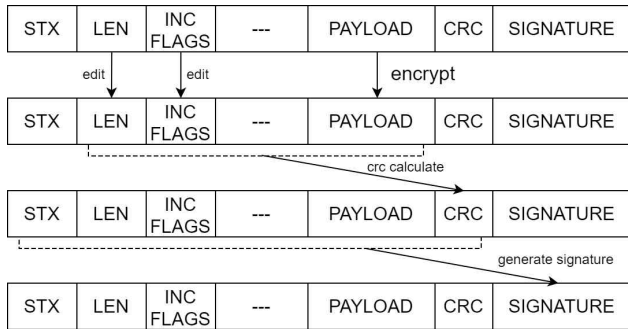 STX LEN INC FLAGS --- PAYLOAD CRC SIGNATURE
edit edit encrypt
STX LEN INC FLAGS --- PAYLOAD CRC SIGNATURE
crc calculate
STX LEN INC FLAGS --- PAYLOAD CRC SIGNATURE
generate signature
STX LEN INC FLAGS --- PAYLOAD CRC SIGNATURE